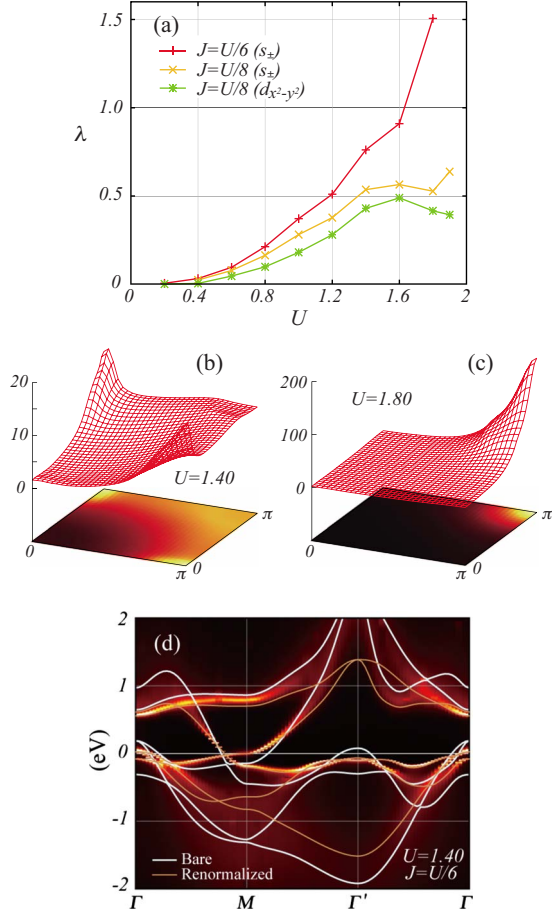 (a)
J=U/6 (s±)
J=U/8 (s±)
J=U/8 (dx²-y²)
λ
1.5
1.0
0.5
0
0 0.4 0.8 1.2 1.6 2
U
(b)
20
10
0
U=1.40
π
0 π 0
(c)
200
100
0
U=1.80
π
0 π 0
(d)
(eV)
2
1
0
-1
-2
Bare
Renormalized
U=1.40
J=U/6
Γ M Γ' Γ